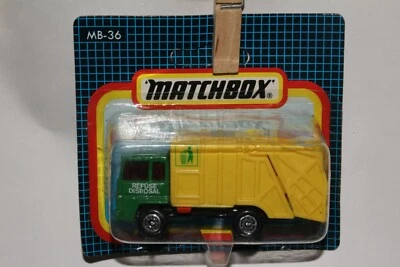 MB-36
MATCHBOX®
REFUSE
DISPOSAL